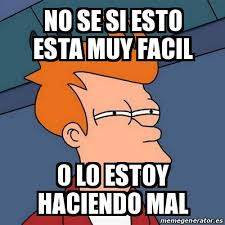 NO SE SI ESTO
ESTA MUY FACIL
O LO ESTOY
HACIENDO MAL
memegenerator.es